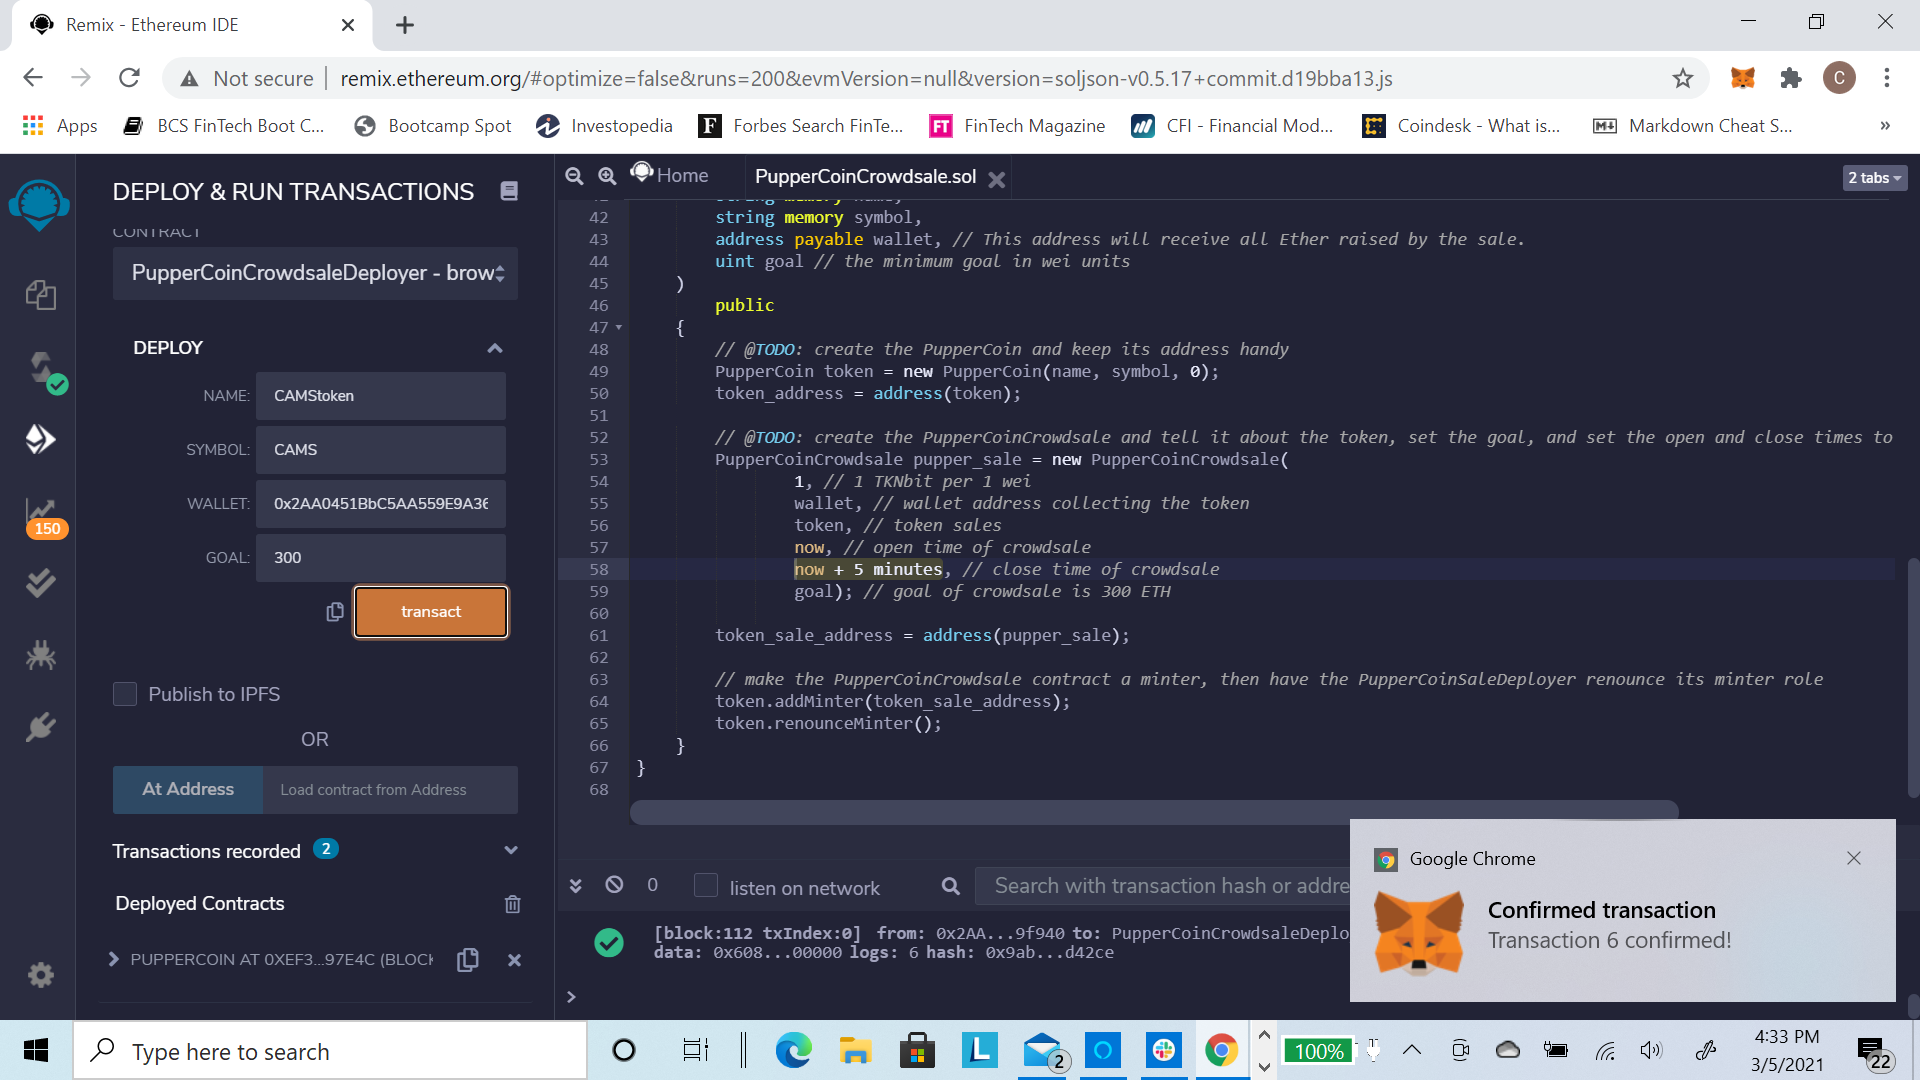 Remix - Ethereum IDE
Not secure
remix.ethereum.org/#optimize=false&runs=200&evmVersion=null&version=soljson-v0.5.17+commit.d19bba13.js
C
Apps
BCS FinTech Boot C...
Bootcamp Spot
Investopedia
F
Forbes Search FinTe...
FT
FinTech Magazine
CFI - Financial Mod...
Coindesk - What is...
Markdown Cheat S...
»
DEPLOY & RUN TRANSACTIONS
CONTRACT
PupperCoinCrowdsaleDeployer - brow
DEPLOY
NAME: CAMStoken
SYMBOL: CAMS
WALLET: 0x2AA0451BbC5AA559E9A36
GOAL: 300
transact
150
Publish to IPFS
OR
At Address
Load contract from Address
Transactions recorded 2
Deployed Contracts
PUPPERCOIN AT 0XEF3...97E4C (BLOCK
Home
PupperCoinCrowdsale.sol
2 tabs
41 string memory name,
42 string memory symbol,
43 address payable wallet, // This address will receive all Ether raised by the sale.
44 uint goal // the minimum goal in wei units
45 )
46 public
47 {
48 // @TODO: create the PupperCoin and keep its address handy
49 PupperCoin token = new PupperCoin(name, symbol, 0);
50 token_address = address(token);
51
52 // @TODO: create the PupperCoinCrowdsale and tell it about the token, set the goal, and set the open and close times to
53 PupperCoinCrowdsale pupper_sale = new PupperCoinCrowdsale(
54 1, // 1 TKNbit per 1 wei
55 wallet, // wallet address collecting the token
56 token, // token sales
57 now, // open time of crowdsale
58 now + 5 minutes, // close time of crowdsale
59 goal); // goal of crowdsale is 300 ETH
60
61 token_sale_address = address(pupper_sale);
62
63 // make the PupperCoinCrowdsale contract a minter, then have the PupperCoinSaleDeployer renounce its minter role
64 token.addMinter(token_sale_address);
65 token.renounceMinter();
66 }
67 }
68
0
listen on network
Search with transaction hash or addre
[block:112 txIndex:0] from: 0x2AA...9f940 to: PupperCoinCrowdsaleDeplo
data: 0x608...00000 logs: 6 hash: 0x9ab...d42ce
>
Google Chrome
Confirmed transaction
Transaction 6 confirmed!
Type here to search
L
2
100%
4:33 PM
3/5/2021
22